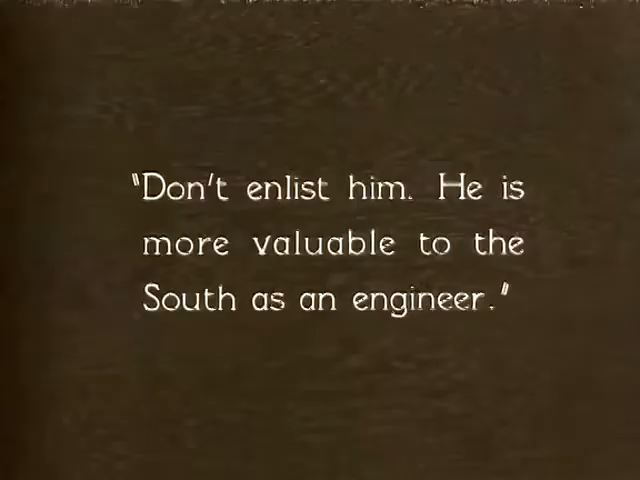 "Don't enlist him. He is
more valuable to the
South as an engineer."